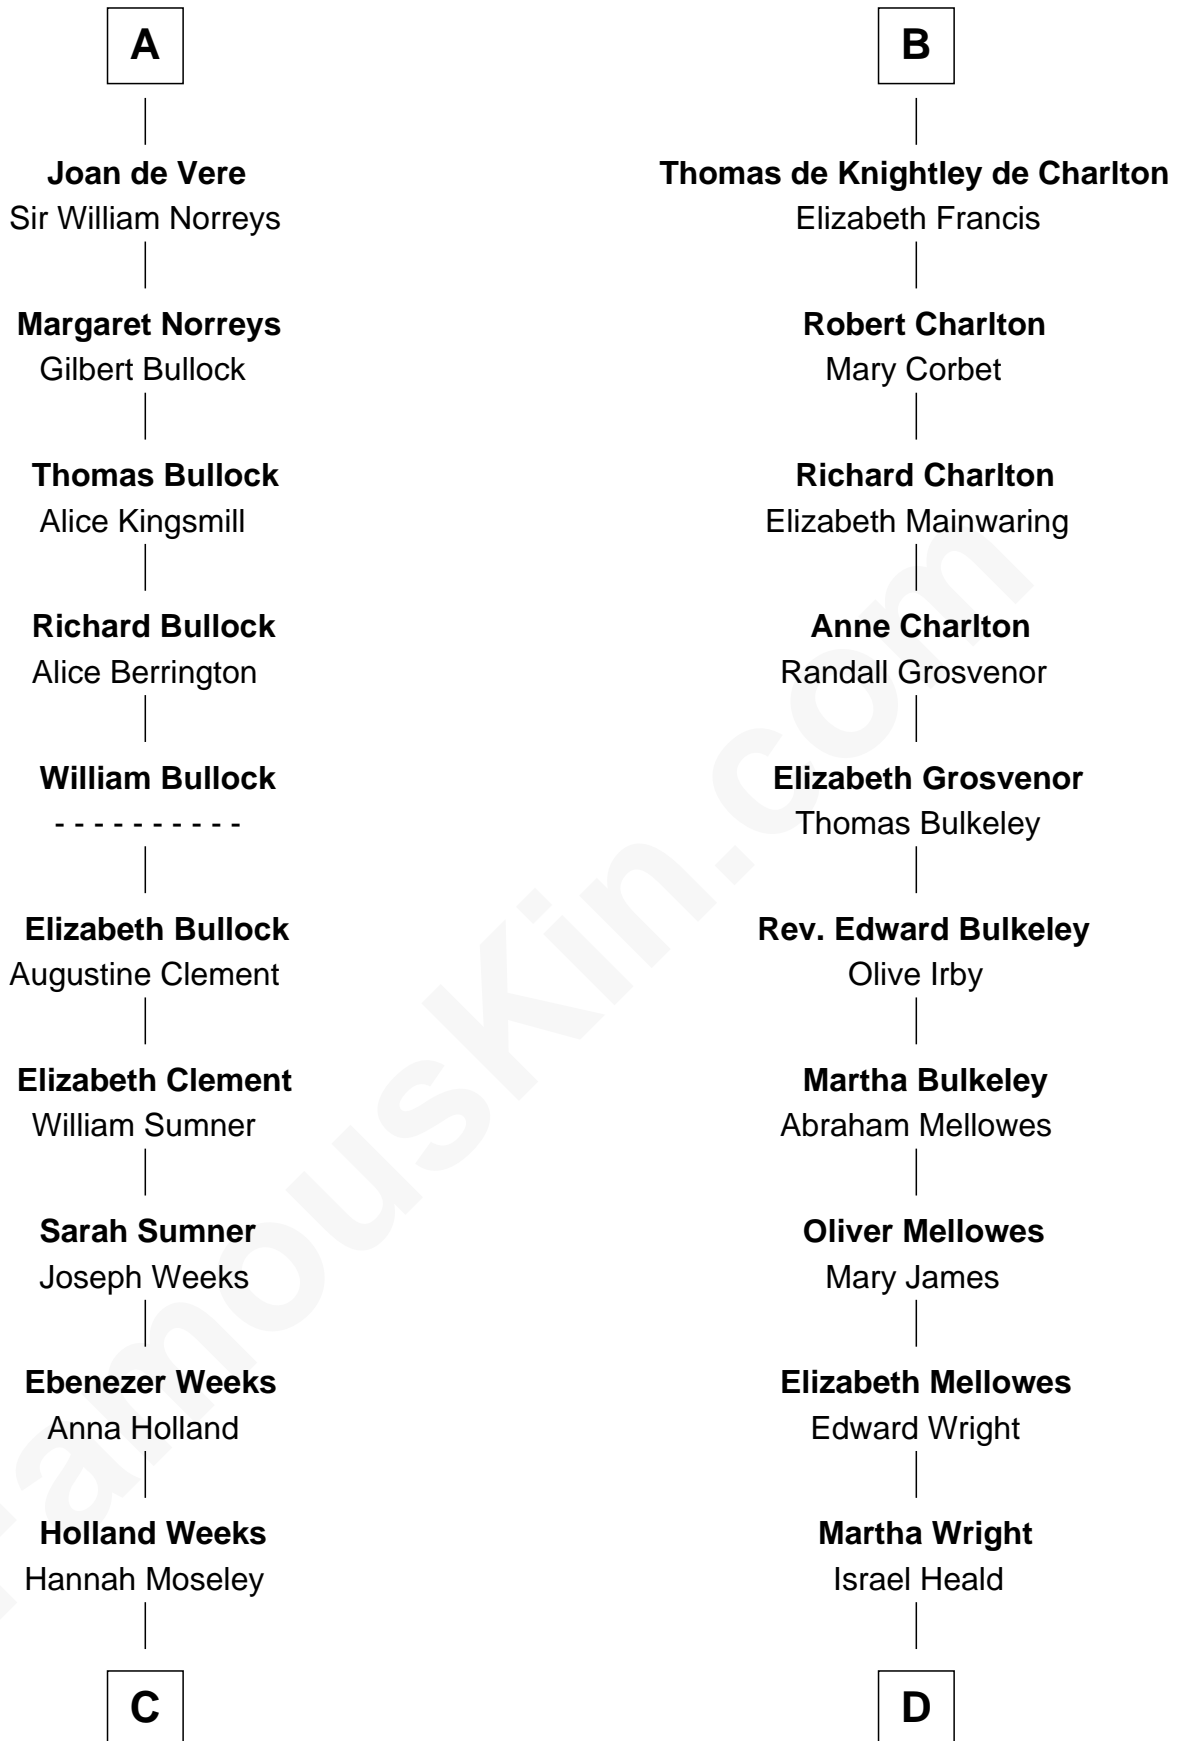 A
Joan de Vere
Sir William Norreys
Margaret Norreys
Gilbert Bullock
Thomas Bullock
Alice Kingsmill
Richard Bullock
Alice Berrington
William Bullock
- - - - - - - - - -
Elizabeth Bullock
Augustine Clement
Elizabeth Clement
William Sumner
Sarah Sumner
Joseph Weeks
Ebenezer Weeks
Anna Holland
Holland Weeks
Hannah Moseley
C
B
Thomas de Knightley de Charlton
Elizabeth Francis
Robert Charlton
Mary Corbet
Richard Charlton
Elizabeth Mainwaring
Anne Charlton
Randall Grosvenor
Elizabeth Grosvenor
Thomas Bulkeley
Rev. Edward Bulkeley
Olive Irby
Martha Bulkeley
Abraham Mellowes
Oliver Mellowes
Mary James
Elizabeth Mellowes
Edward Wright
Martha Wright
Israel Heald
D
FamousKin.com